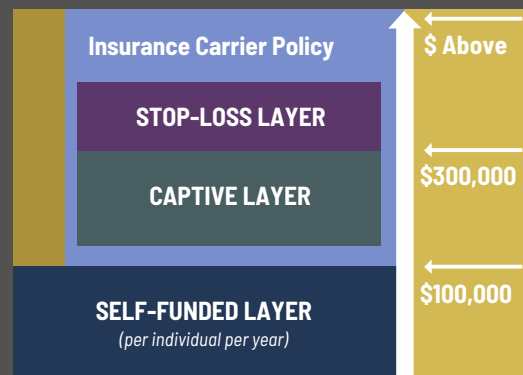 Insurance Carrier Policy
$ Above
STOP-LOSS LAYER
$300,000
CAPTIVE LAYER
$100,000
SELF-FUNDED LAYER
(per individual per year)